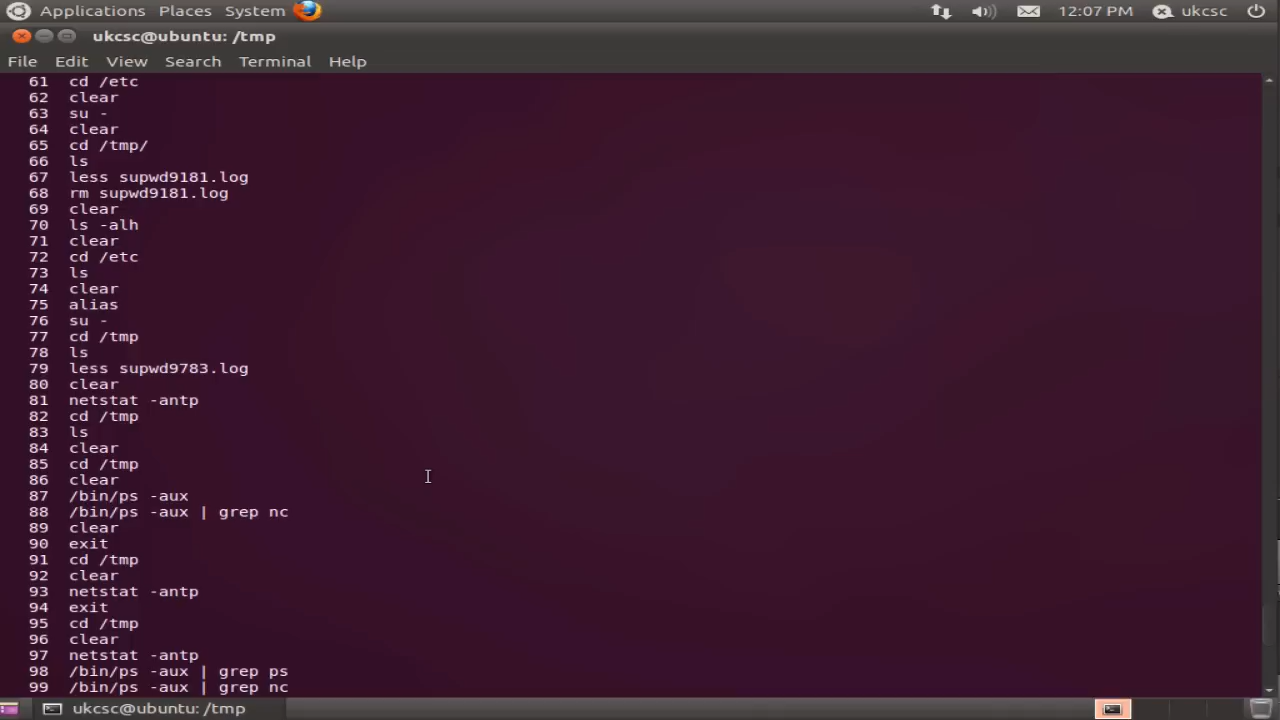 Applications Places System 12:07 PM ukcsc
ukcsc@ubuntu: /tmp
File Edit View Search Terminal Help
61 cd /etc
62 clear
63 su -
64 clear
65 cd /tmp/
66 ls
67 less supwd9181.log
68 rm supwd9181.log
69 clear
70 ls -alh
71 clear
72 cd /etc
73 ls
74 clear
75 alias
76 su -
77 cd /tmp
78 ls
79 less supwd9783.log
80 clear
81 netstat -antp
82 cd /tmp
83 ls
84 clear
85 cd /tmp
86 clear
87 /bin/ps -aux
88 /bin/ps -aux | grep nc
89 clear
90 exit
91 cd /tmp
92 clear
93 netstat -antp
94 exit
95 cd /tmp
96 clear
97 netstat -antp
98 /bin/ps -aux | grep ps
99 /bin/ps -aux | grep nc
ukcsc@ubuntu: /tmp